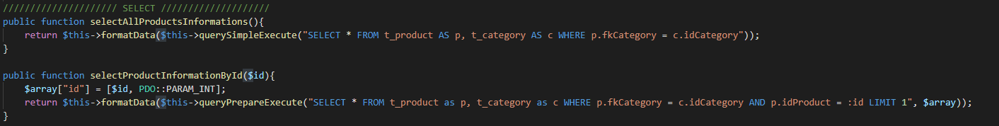 ///////////////////// SELECT ////////////////////
public function selectAllProductsInformations(){
    return $this->formatData($this->querySimpleExecute("SELECT * FROM t_product AS p, t_category AS c WHERE p.fkCategory = c.idCategory"));
}

public function selectProductInformationById($id){
    $array["id"] = [$id, PDO::PARAM_INT];
    return $this->formatData($this->queryPrepareExecute("SELECT * FROM t_product as p, t_category as c WHERE p.fkCategory = c.idCategory AND p.idProduct = :id LIMIT 1", $array));
}